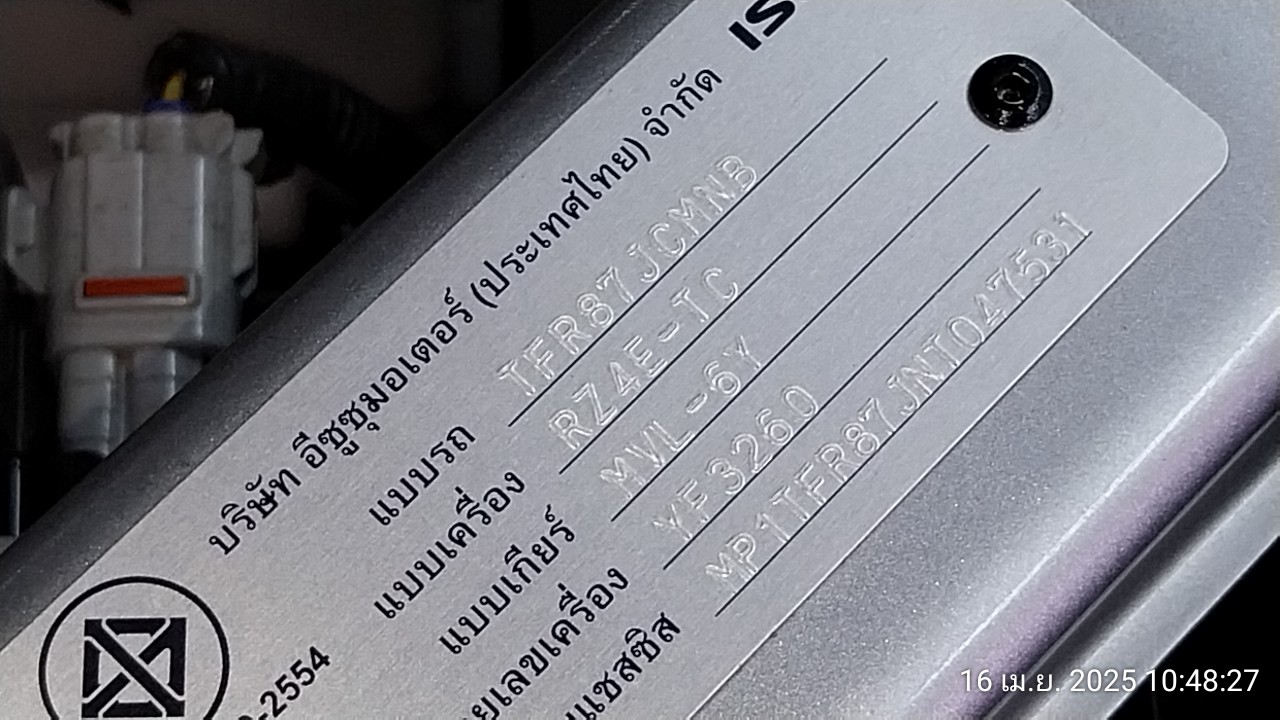 IS
บริษัท อีซูซุมอเตอร์ (ประเทศไทย) จำกัด
แบบรถ TFR87JCMNB
แบบเครื่อง RZ4E-TC
แบบเกียร์ MVL-6Y
ยเลขเครื่อง YF3260
แชสซิส MP1TFR87JNT047531
-2554
16 เม.ย. 2025 10:48:27